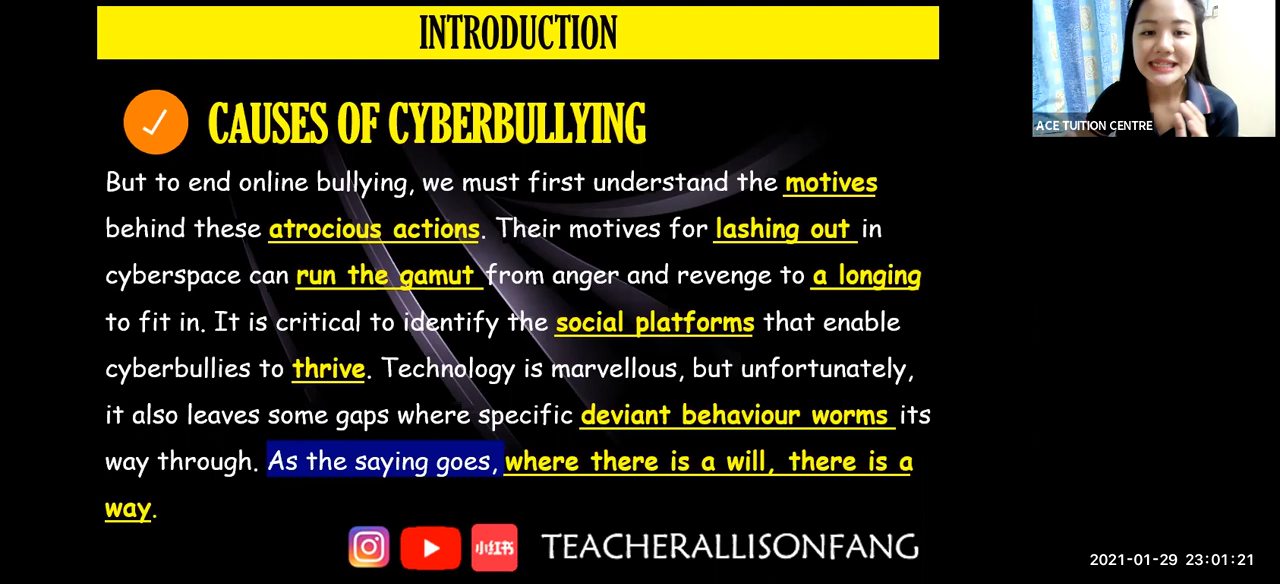 INTRODUCTION
ACE TUITION CENTRE
CAUSES OF CYBERBULLYING
But to end online bullying, we must first understand the motives
behind these atrocious actions. Their motives for lashing out in
cyberspace can run the gamut from anger and revenge to a longing
to fit in. It is critical to identify the social platforms that enable
cyberbullies to thrive. Technology is marvellous, but unfortunately,
it also leaves some gaps where specific deviant behaviour worms its
way through. As the saying goes, where there is a will, there is a
way.
小红书
TEACHERALLISONFANG
2021-01-29 23:01:21